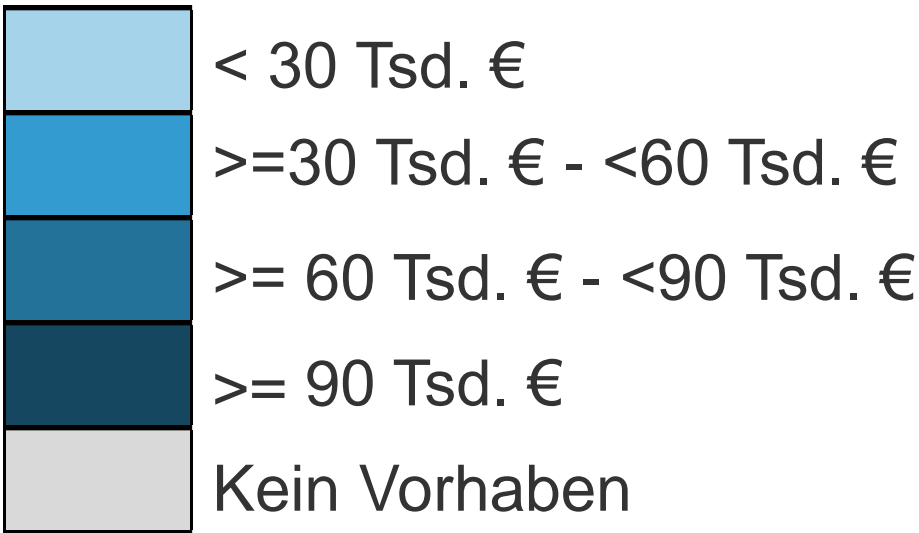 < 30 Tsd. €
>=30 Tsd. € - <60 Tsd. €
>= 60 Tsd. € - <90 Tsd. €
>= 90 Tsd. €
Kein Vorhaben